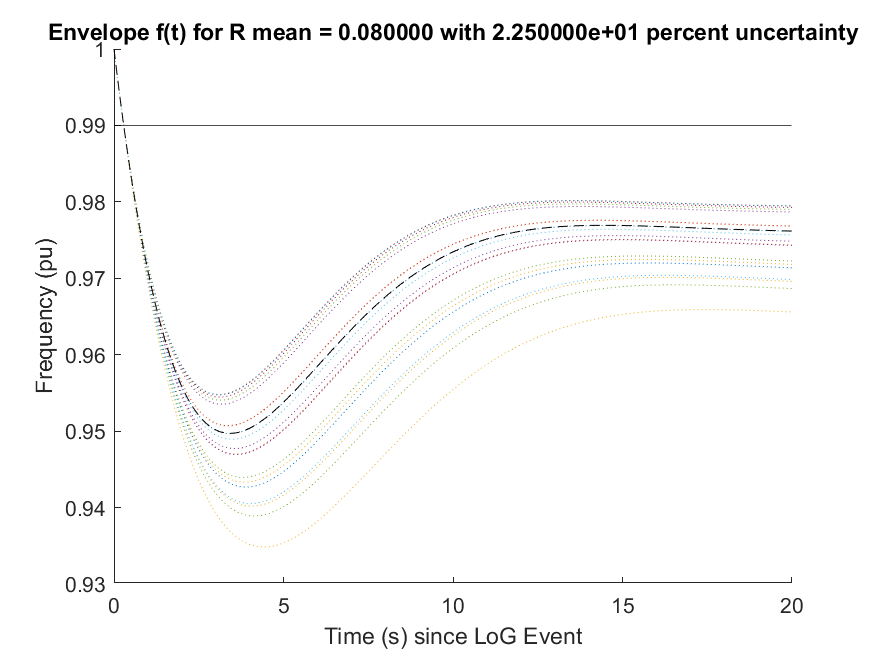 Envelope f(t) for R mean = 0.080000 with 2.250000e+01 percent uncertainty
1
0.99
0.98
0.97
0.96
0.95
0.94
0.93
Frequency (pu)
0 5 10 15 20
Time (s) since LoG Event